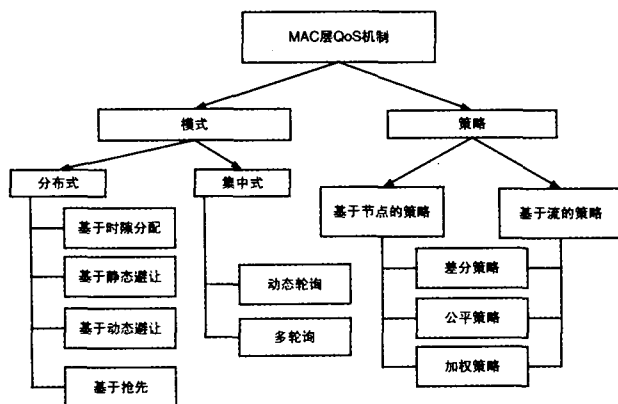 MAC层QoS机制
模式
策略
分布式
集中式
基于节点的策略
基于流的策略
基于时隙分配
基于静态避让
基于动态避让
基于抢先
动态轮询
多轮询
差分策略
公平策略
加权策略